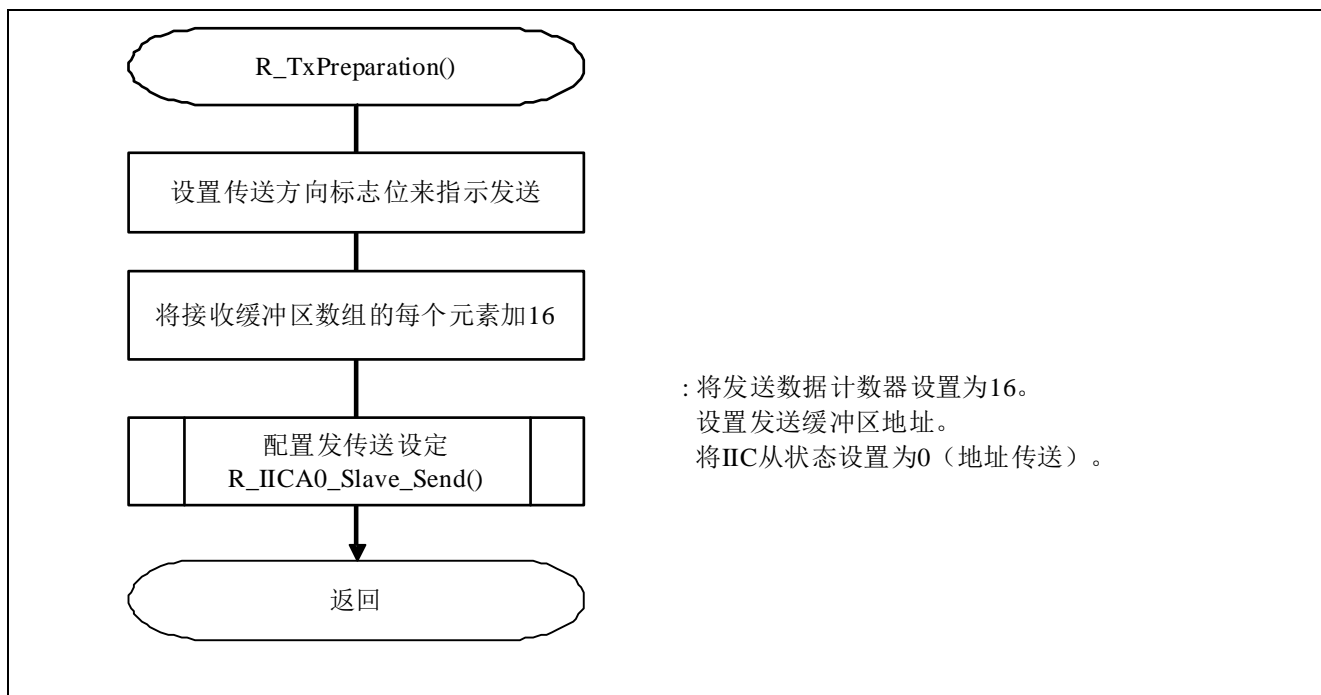 R_TxPreparation()
设置传送方向标志位来指示发送
将接收缓冲区数组的每个元素加16
配置发传送设定
R_IICA0_Slave_Send()
: 将发送数据计数器设置为16。
设置发送缓冲区地址。
将IIC从状态设置为0（地址传送）。
返回